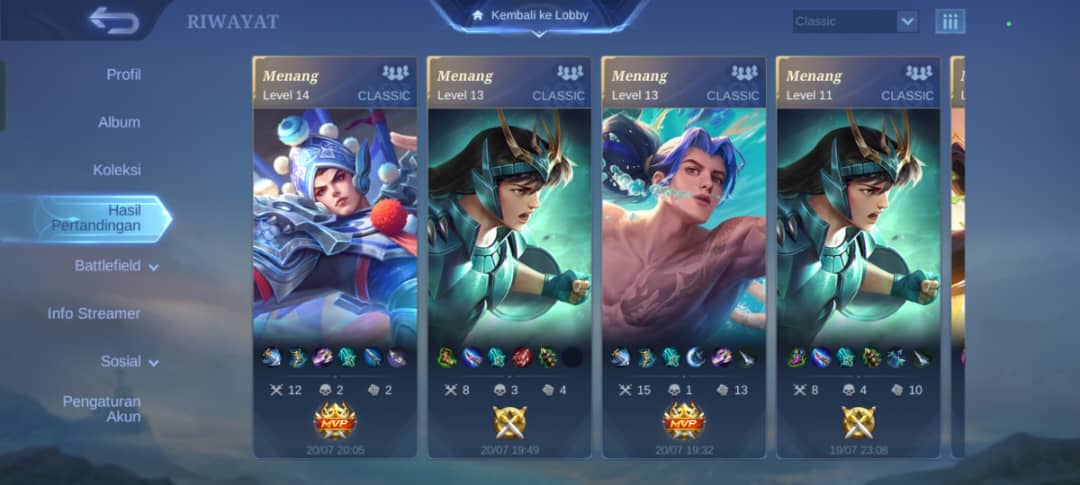 RIWAYAT
Kembali ke Lobby
Classic
Profil
Album
Koleksi
Hasil
Pertandingan
Battlefield
Info Streamer
Sosial
Pengaturan
Akun
Menang
Level 14 CLASSIC
12 2 2
MVP
20/07 20:05
Menang
Level 13 CLASSIC
8 3 4
20/07 19:49
Menang
Level 13 CLASSIC
15 1 13
MVP
20/07 19:32
Menang
Level 11 CLASSIC
8 4 10
19/07 23:08